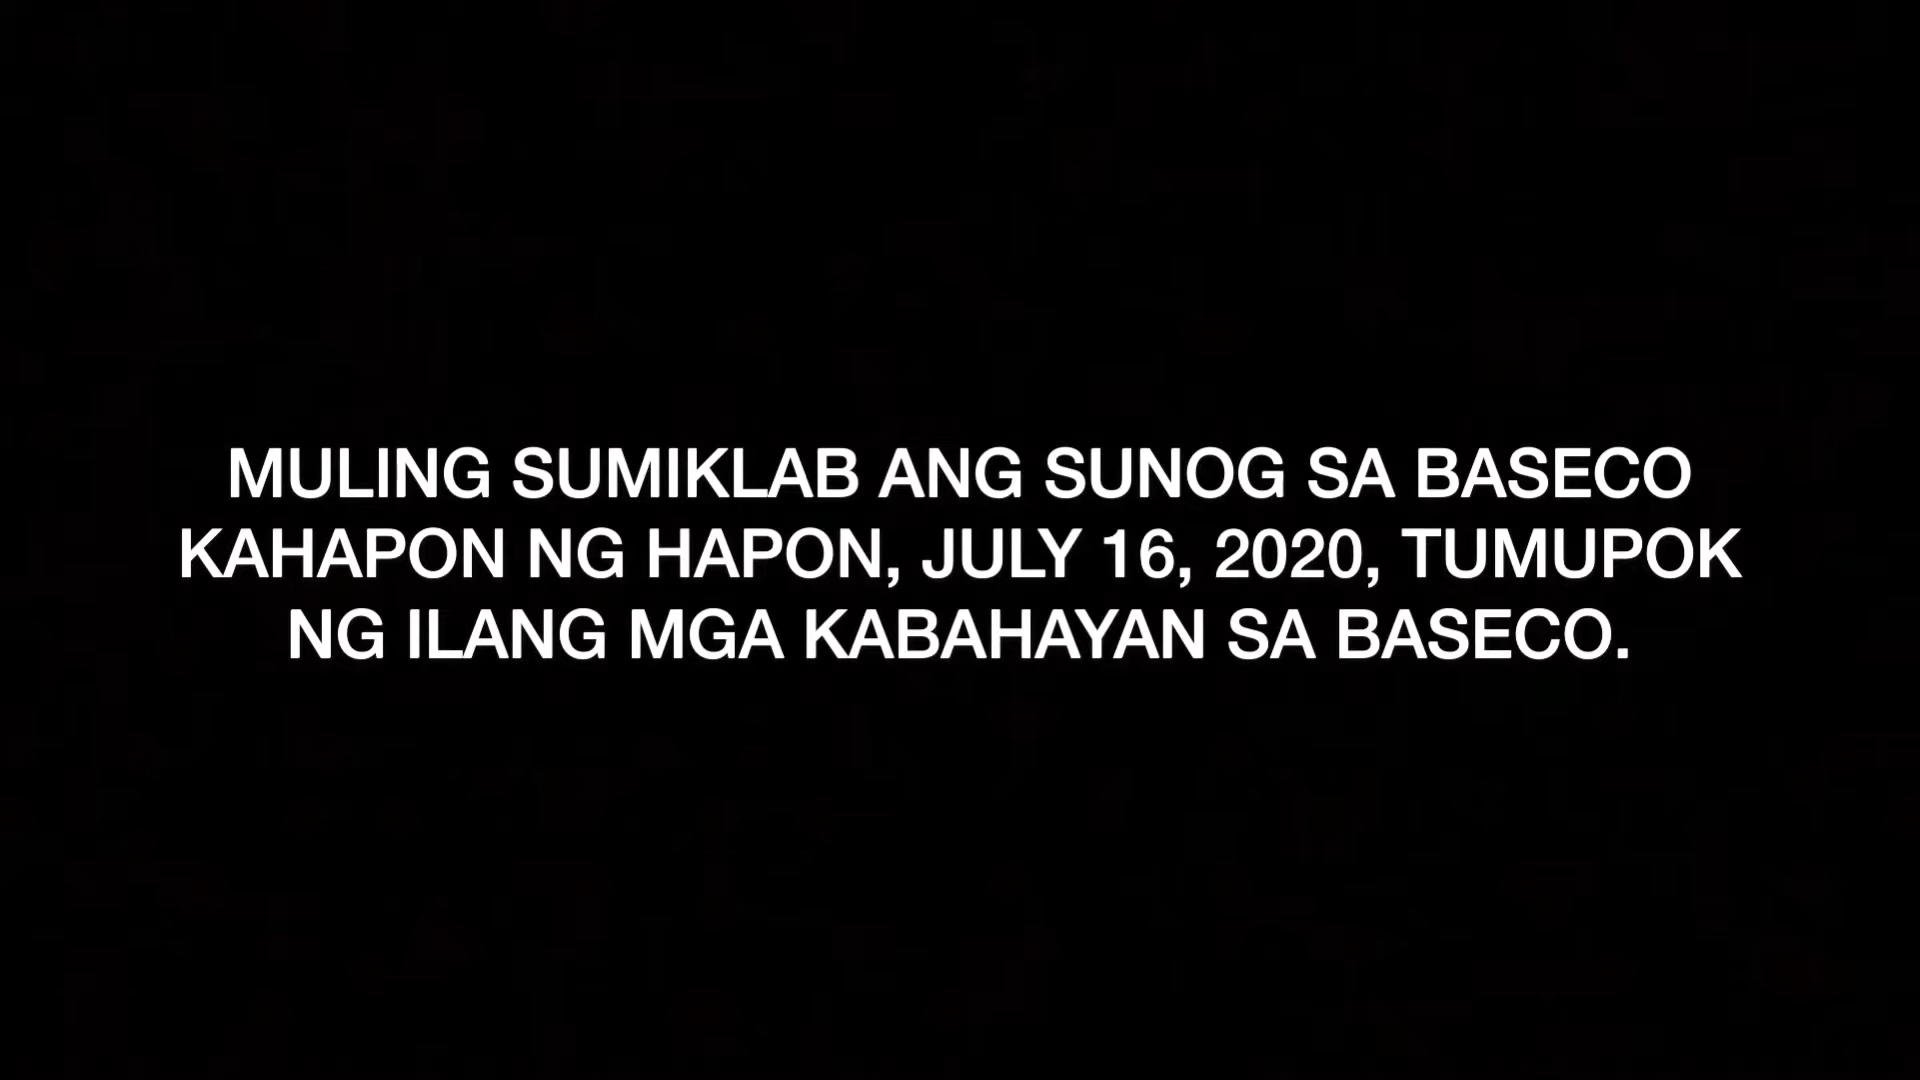 MULING SUMIKLAB ANG SUNOG SA BASECO
KAHAPON NG HAPON, JULY 16, 2020, TUMUPOK
NG ILANG MGA KABAHAYAN SA BASECO.